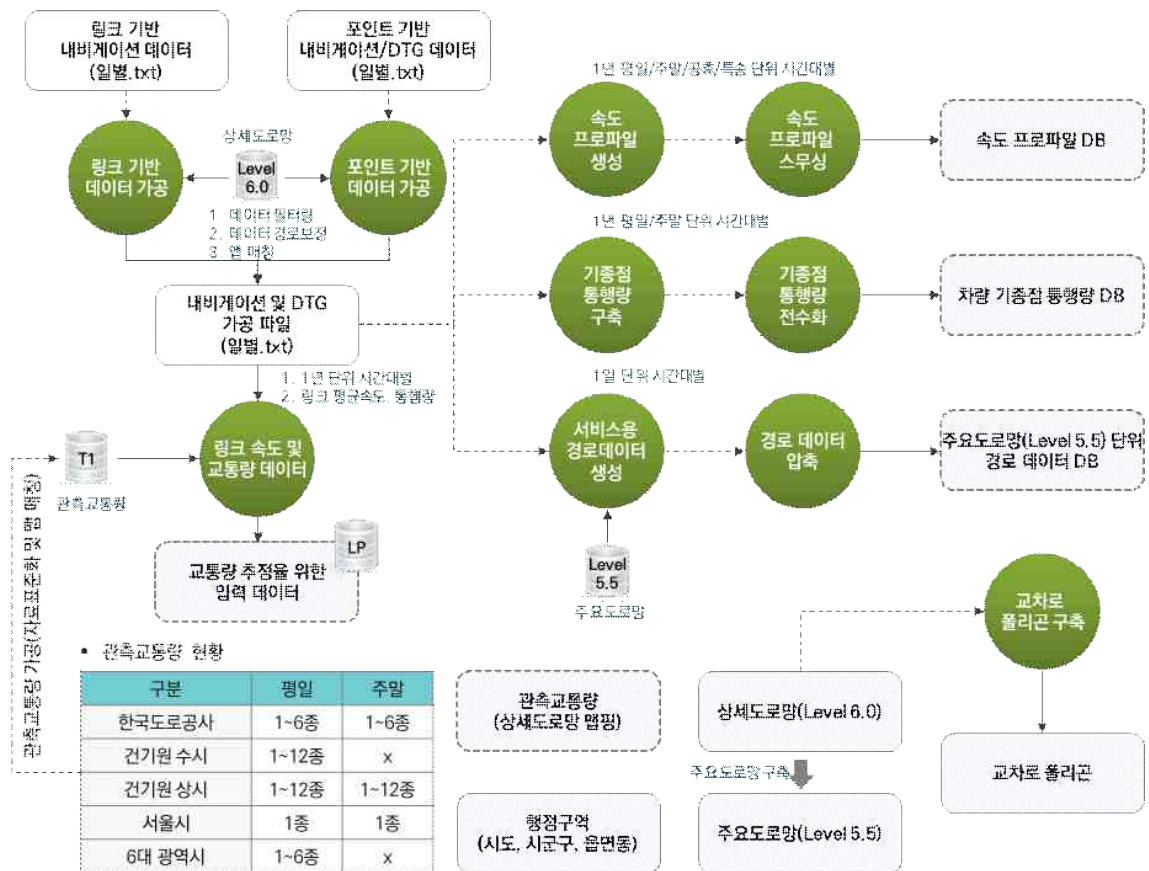 링크 기반
내비게이션 데이터
(일별.txt)
포인트 기반
내비게이션/DTG 데이터
(일별.txt)
상세도로망
링크 기반
데이터 가공
Level
6.0
포인트 기반
데이터 가공
1. 데이터 필터링
2. 데이터 경로보정
3. 맵 매칭
내비게이션 및 DTG
가공 파일
(일별.txt)
1. 1년 단위 시간대별
2. 링크 평균속도, 통행량
T1
관측교통량
링크 속도 및
교통량 데이터
LP
교통량 추정을 위한
입력 데이터
관측교통량 가공(자료표준화 및 맵 매칭)
1년 평일/주말/공휴/특송 단위 시간대별
속도
프로파일
생성
속도
프로파일
스무싱
속도 프로파일 DB
1년 평일/주말 단위 시간대별
기종점
통행량
구축
기종점
통행량
전수화
차량 기종점 통행량 DB
1일 단위 시간대별
서비스용
경로데이터
생성
경로 데이터
압축
주요도로망(Level 5.5) 단위
경로 데이터 DB
Level
5.5
주요도로망
• 관측교통량 현황
구분 평일 주말
한국도로공사 1~6종 1~6종
건기원 수시 1~12종 x
건기원 상시 1~12종 1~12종
서울시 1종 1종
6대 광역시 1~6종 x
관측교통량
(상세도로망 맵핑)
행정구역
(시도, 시군구, 읍면동)
상세도로망(Level 6.0)
주요도로망 구축
주요도로망(Level 5.5)
교차로
폴리곤 구축
교차로 폴리곤